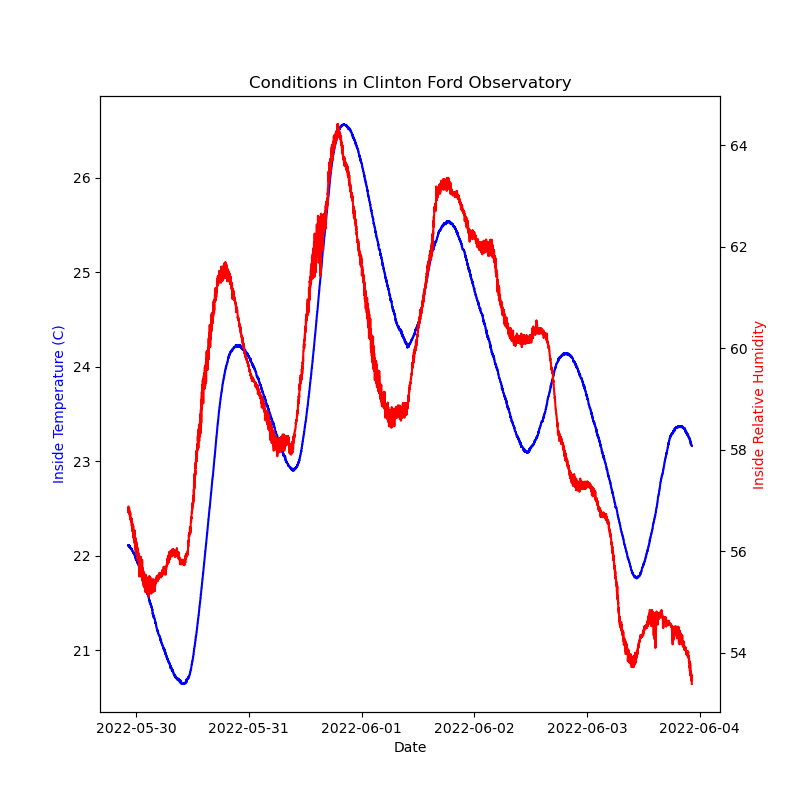 Conditions in Clinton Ford Observatory
Inside Temperature (C)
26
25
24
23
22
21
64
62
60
58
56
54
Inside Relative Humidity
2022-05-30 2022-05-31 2022-06-01 2022-06-02 2022-06-03 2022-06-04
Date